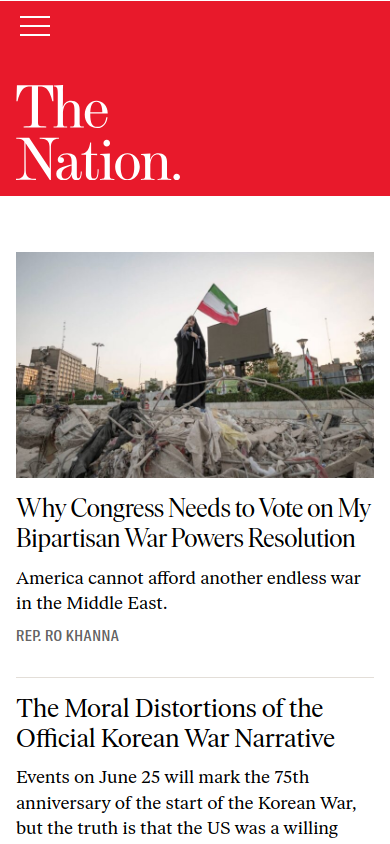 The
Nation.
Why Congress Needs to Vote on My
Bipartisan War Powers Resolution
America cannot afford another endless war
in the Middle East.
REP. RO KHANNA
The Moral Distortions of the
Official Korean War Narrative
Events on June 25 will mark the 75th
anniversary of the start of the Korean War,
but the truth is that the US was a willing